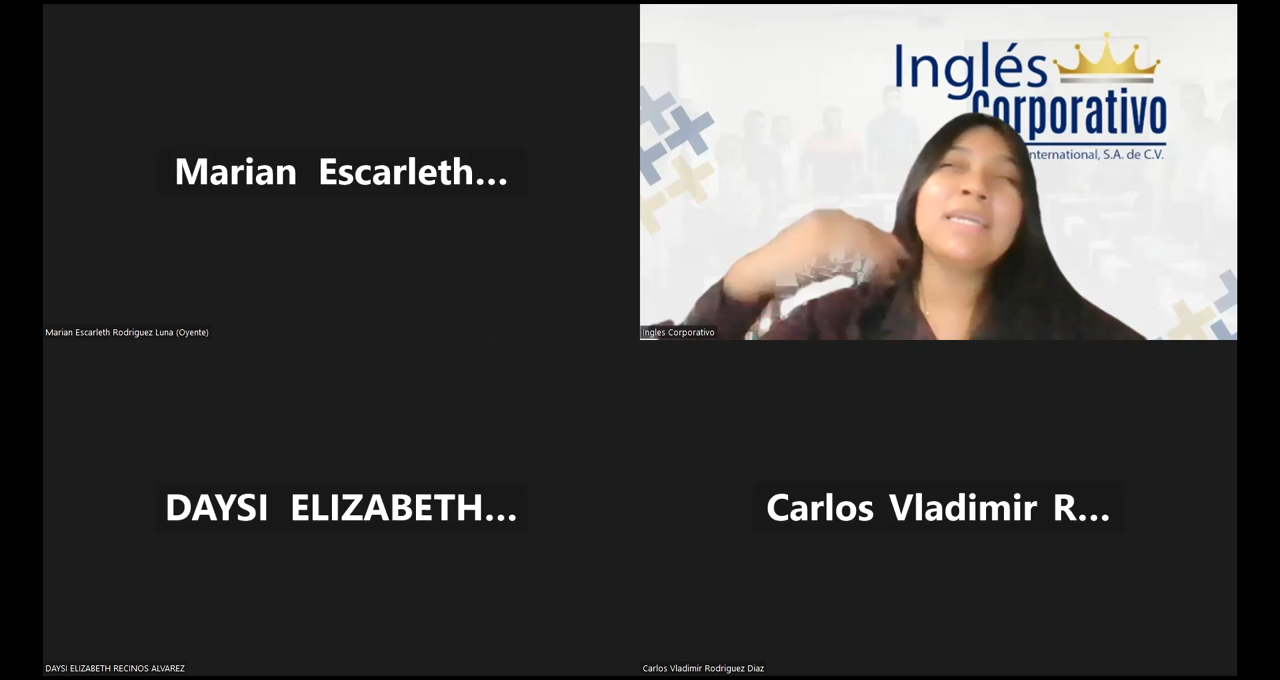 Marian Escarleth...
Marian Escarleth Rodriguez Luna (Oyente)
Inglés
Corporativo
nternational, S.A. de C.V.
Ingles Corporativo
DAYSI ELIZABETH...
DAYSI ELIZABETH RECINOS ALVAREZ
Carlos Vladimir R...
Carlos Vladimir Rodriguez Diaz